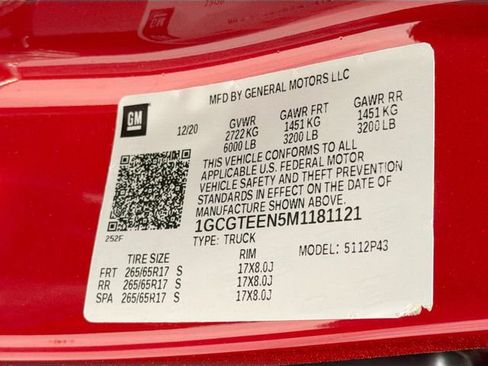 MFD BY GENERAL MOTORS LLC
GM
12/20
GVWR
2722 KG
6000 LB
GAWR FRT
1451 KG
3200 LB
GAWR RR
1451 KG
3200 LB
THIS VEHICLE CONFORMS TO ALL
APPLICABLE U.S. FEDERAL MOTOR
VEHICLE SAFETY AND THEFT PREVENTION
STANDARDS IN EFFECT ON THE DATE OF
MANUFACTURE SHOWN ABOVE.
1GCGTEEN5M1181121
TYPE: TRUCK
MODEL: 5112P43
252F
TIRE SIZE RIM
FRT 265/65R17 S 17X8.0J
RR 265/65R17 S 17X8.0J
SPA 265/65R17 S 17X8.0J